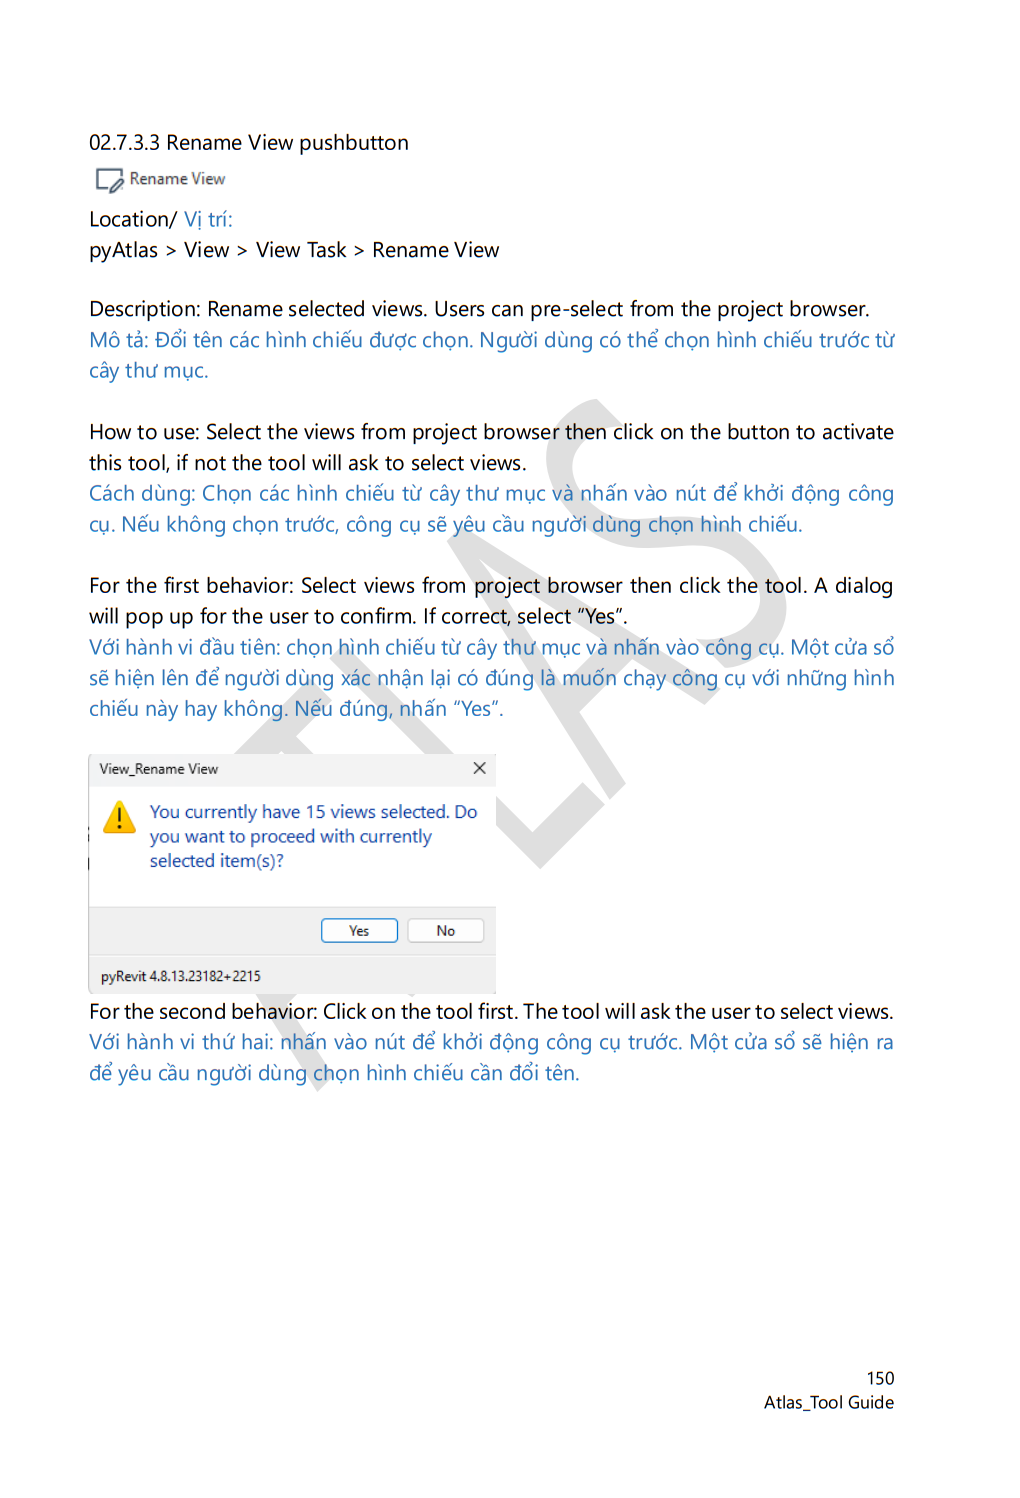 02.7.3.3 Rename View pushbutton
Rename View
Location/ Vị trí:
pyAtlas > View > View Task > Rename View
Description: Rename selected views. Users can pre-select from the project browser.
Mô tả: Đổi tên các hình chiếu được chọn. Người dùng có thể chọn hình chiếu trước từ
cây thư mục.
How to use: Select the views from project browser then click on the button to activate
this tool, if not the tool will ask to select views.
Cách dùng: Chọn các hình chiếu từ cây thư mục và nhấn vào nút để khởi động công
cụ. Nếu không chọn trước, công cụ sẽ yêu cầu người dùng chọn hình chiếu.
For the first behavior: Select views from project browser then click the tool. A dialog
will pop up for the user to confirm. If correct, select “Yes”.
Với hành vi đầu tiên: chọn hình chiếu từ cây thư mục và nhấn vào công cụ. Một cửa sổ
sẽ hiện lên để người dùng xác nhận lại có đúng là muốn chạy công cụ với những hình
chiếu này hay không. Nếu đúng, nhấn “Yes”.
ATLAS
View_Rename View
You currently have 15 views selected. Do
you want to proceed with currently
selected item(s)?
Yes No
pyRevit 4.8.13.23182+2215
For the second behavior: Click on the tool first. The tool will ask the user to select views.
Với hành vi thứ hai: nhấn vào nút để khởi động công cụ trước. Một cửa sổ sẽ hiện ra
để yêu cầu người dùng chọn hình chiếu cần đổi tên.
150
Atlas_Tool Guide